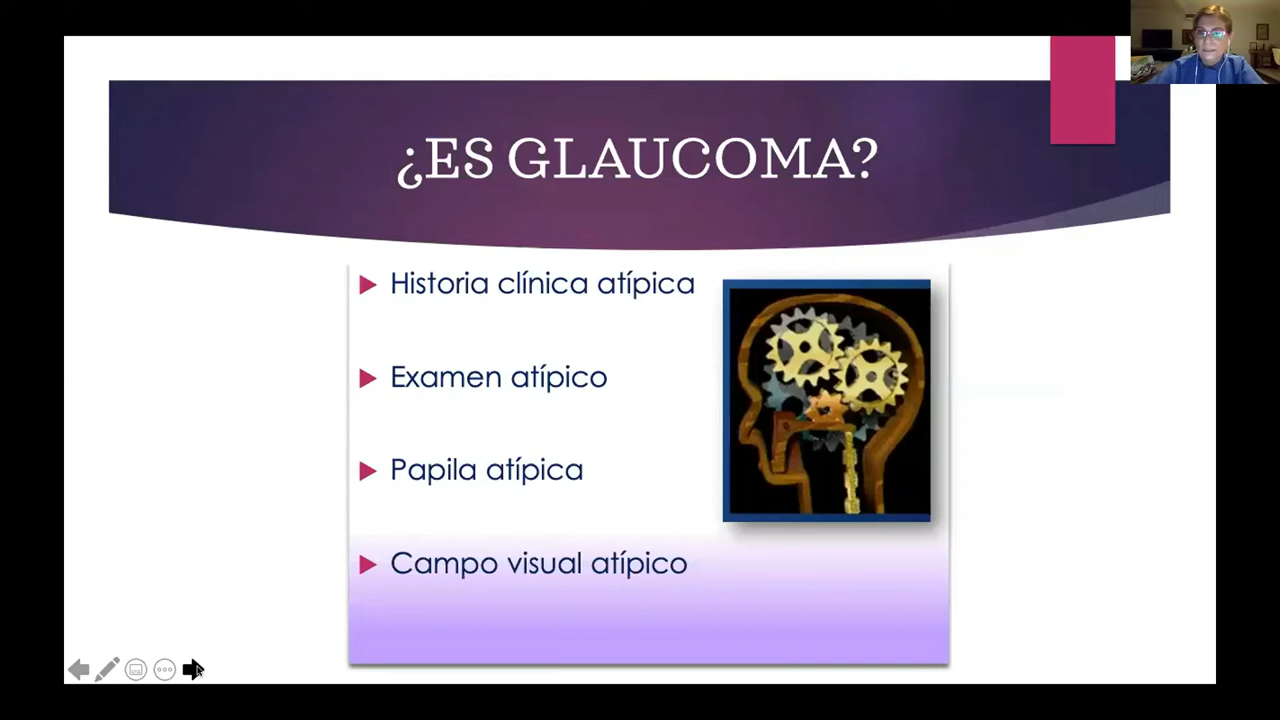 ¿ES GLAUCOMA?
Historia clínica atípica
Examen atípico
Papila atípica
Campo visual atípico